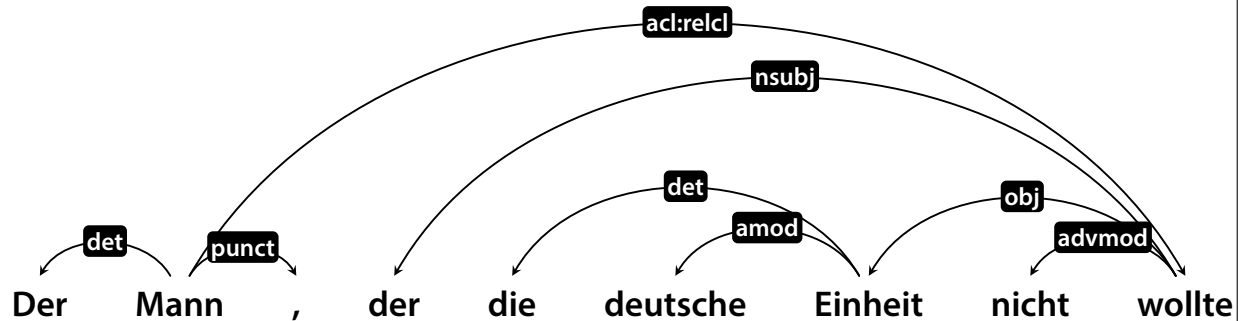 acl:relcl
nsubj
det
obj
amod
det
punct
advmod
Der Mann , der die deutsche Einheit nicht wollte